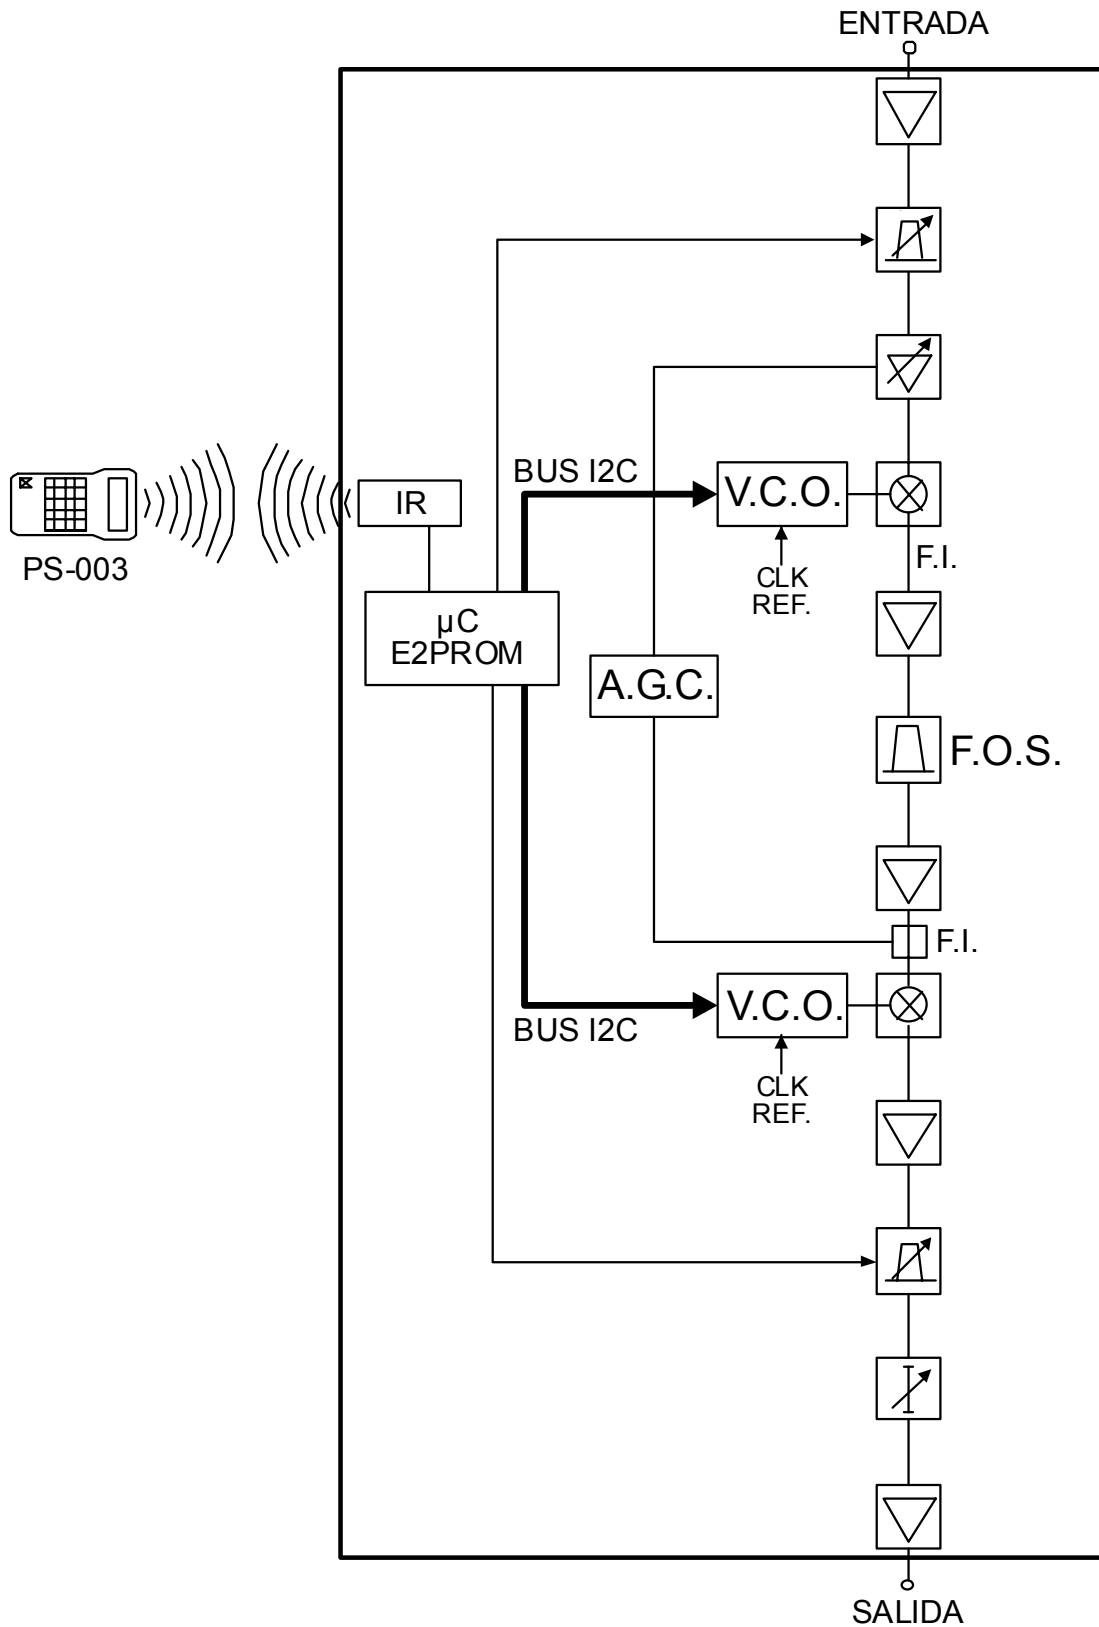 ENTRADA
BUS I2C
V.C.O.
IR
PS-003
F.I.
CLK
REF.
µC
E2PROM
A.G.C.
F.O.S.
F.I.
V.C.O.
BUS I2C
CLK
REF.
SALIDA